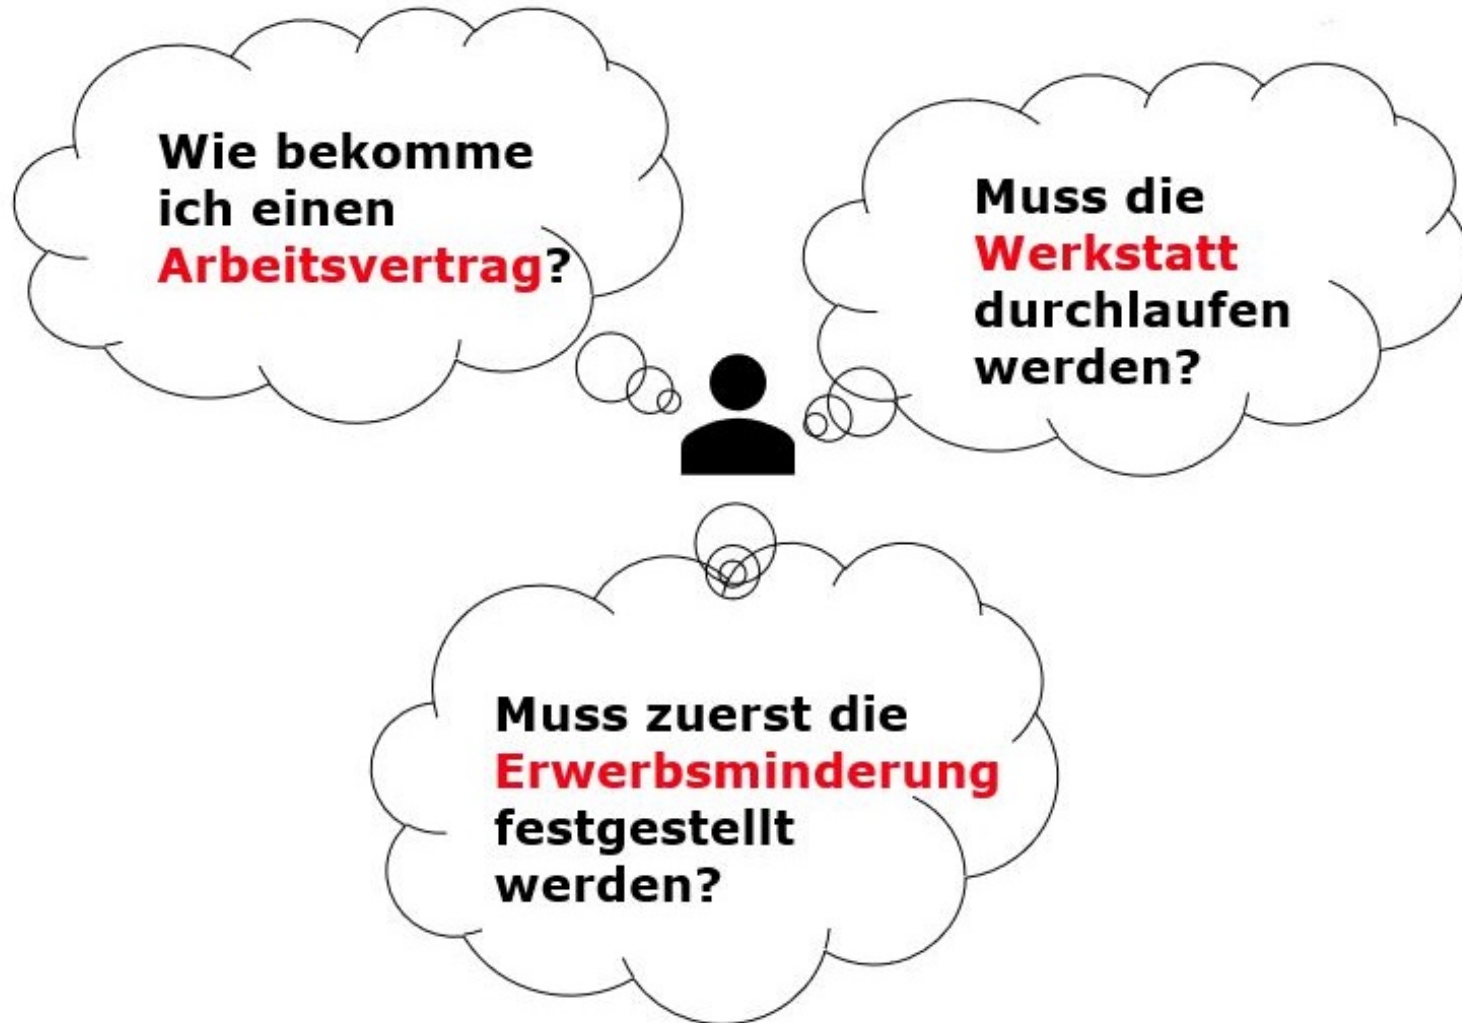 Wie bekomme
ich einen
Arbeitsvertrag?
Muss die
Werkstatt
durchlaufen
werden?
Muss zuerst die
Erwerbsminderung
festgestellt
werden?